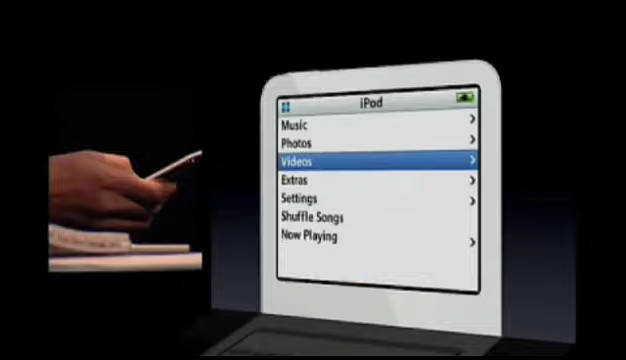 iPod
Music
Photos
Videos
Extras
Settings
Shuffle Songs
Now Playing